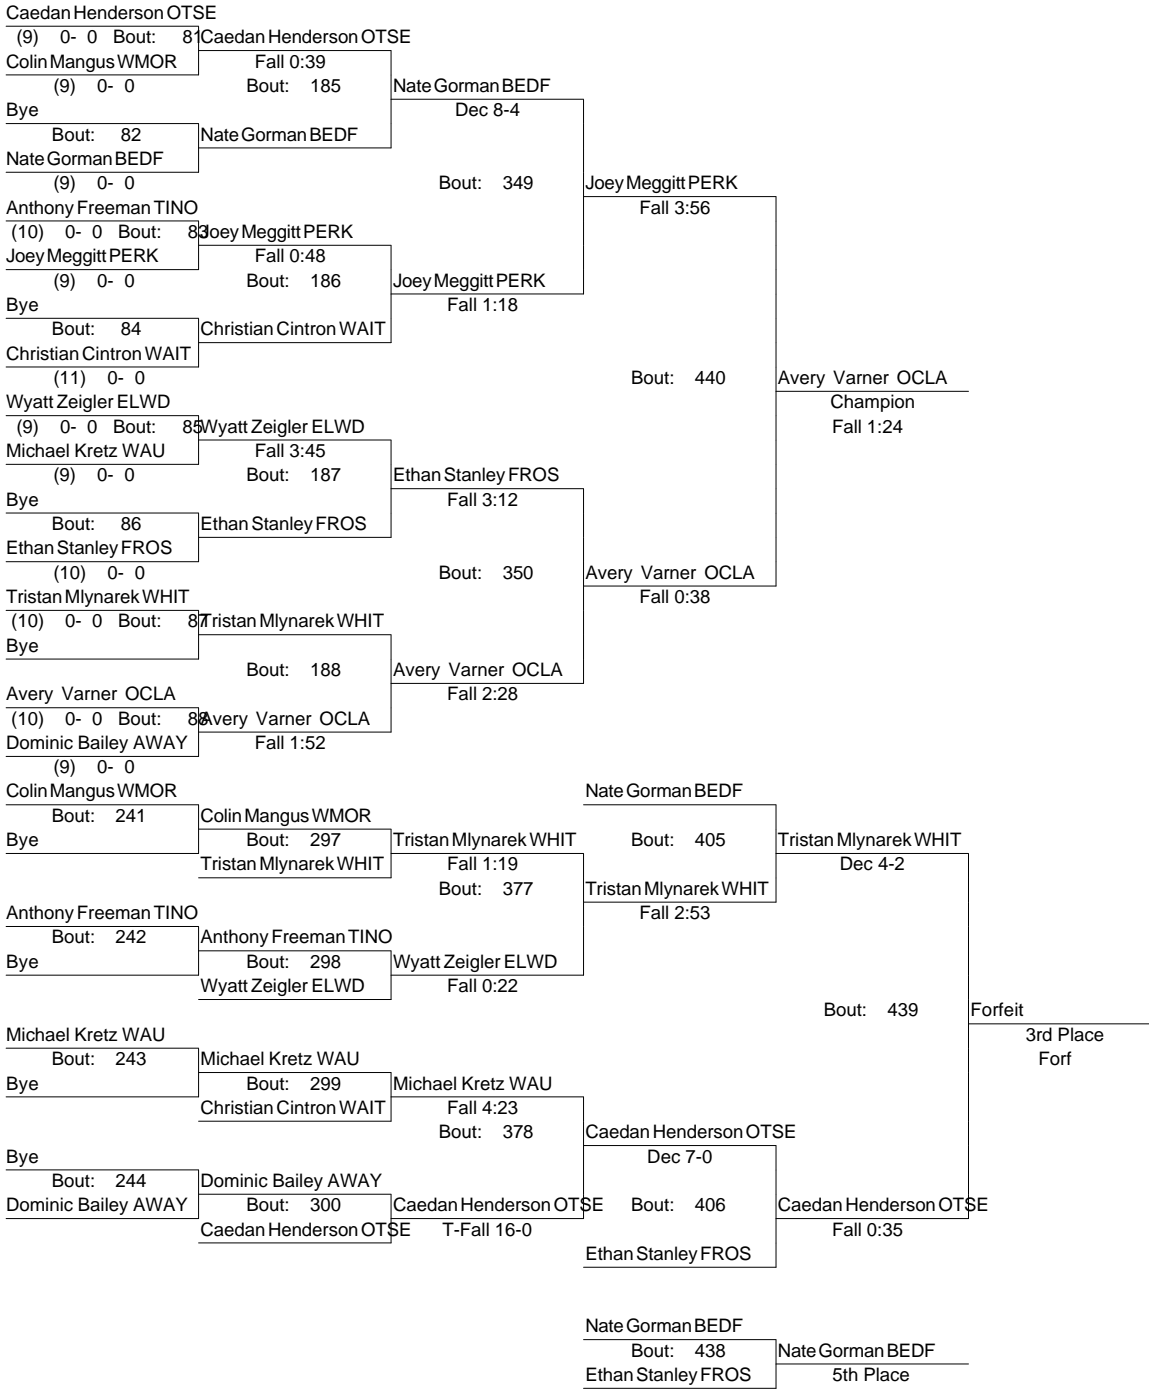 Caedan Henderson OTSE
(9) 0- 0 Bout: 81 Caedan Henderson OTSE
Colin Mangus WMOR Fall 0:39
(9) 0- 0 Bout: 185 Nate Gorman BEDF
Bye Dec 8-4
Bout: 82 Nate Gorman BEDF
Nate Gorman BEDF
(9) 0- 0 Bout: 349 Joey Meggitt PERK
Anthony Freeman TINO Fall 3:56
(10) 0- 0 Bout: 83 Joey Meggitt PERK
Joey Meggitt PERK Fall 0:48
(9) 0- 0 Bout: 186 Joey Meggitt PERK
Bye Fall 1:18
Bout: 84 Christian Cintron WAIT
Christian Cintron WAIT
(11) 0- 0 Bout: 440 Avery Varner OCLA
Wyatt Zeigler ELWD Champion
(9) 0- 0 Bout: 85 Wyatt Zeigler ELWD Fall 1:24
Michael Kretz WAU Fall 3:45
(9) 0- 0 Bout: 187 Ethan Stanley FROS
Bye Fall 3:12
Bout: 86 Ethan Stanley FROS
Ethan Stanley FROS
(10) 0- 0 Bout: 350 Avery Varner OCLA
Tristan Mlynarek WHIT Fall 0:38
(10) 0- 0 Bout: 87 Tristan Mlynarek WHIT
Bye
Bout: 188 Avery Varner OCLA
Avery Varner OCLA Fall 2:28
(10) 0- 0 Bout: 88 Avery Varner OCLA
Dominic Bailey AWAY Fall 1:52
(9) 0- 0
Colin Mangus WMOR Nate Gorman BEDF
Bout: 241 Colin Mangus WMOR
Bye Bout: 297 Tristan Mlynarek WHIT Bout: 405 Tristan Mlynarek WHIT
Tristan Mlynarek WHIT Fall 1:19 Dec 4-2
Bout: 377 Tristan Mlynarek WHIT
Anthony Freeman TINO Fall 2:53
Bout: 242 Anthony Freeman TINO
Bye Bout: 298 Wyatt Zeigler ELWD
Wyatt Zeigler ELWD Fall 0:22
Bout: 439 Forfeit
Michael Kretz WAU 3rd Place
Bout: 243 Michael Kretz WAU Forf
Bye Bout: 299 Michael Kretz WAU
Christian Cintron WAIT Fall 4:23
Bout: 378 Caedan Henderson OTSE
Bye Dec 7-0
Bout: 244 Dominic Bailey AWAY
Dominic Bailey AWAY Bout: 300 Caedan Henderson OTSE Bout: 406 Caedan Henderson OTSE
Caedan Henderson OTSE T-Fall 16-0 Fall 0:35
Ethan Stanley FROS
Nate Gorman BEDF
Bout: 438 Nate Gorman BEDF
Ethan Stanley FROS 5th Place